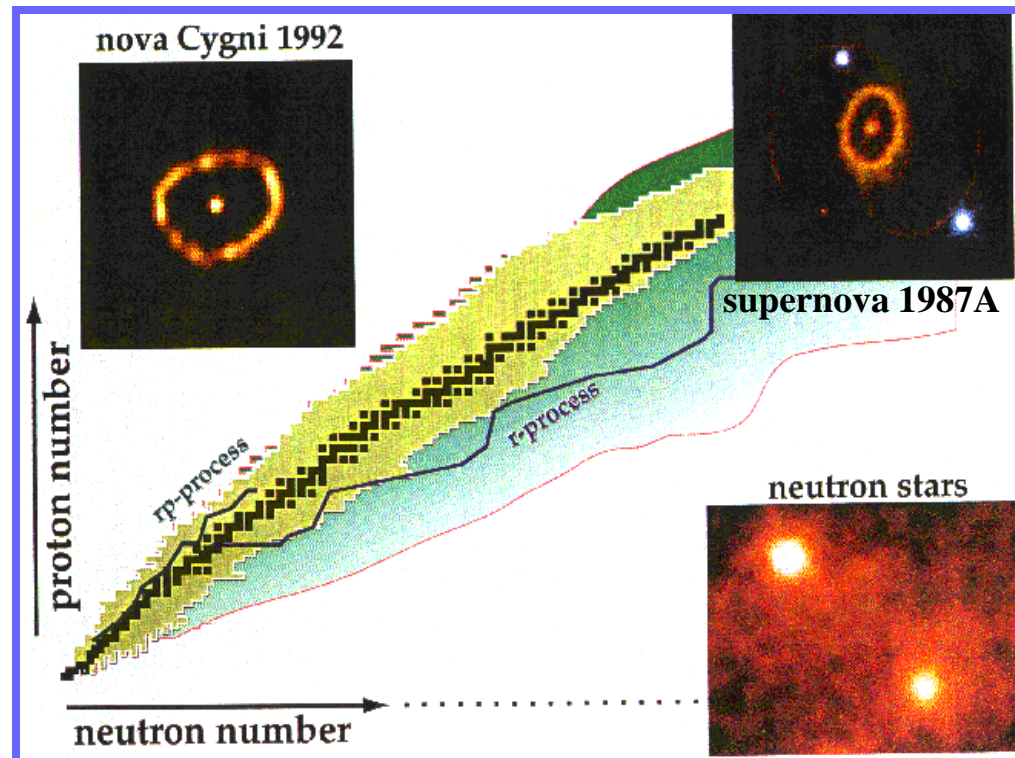 nova Cygni 1992
supernova 1987A
proton number
rp-process
r-process
neutron stars
neutron number